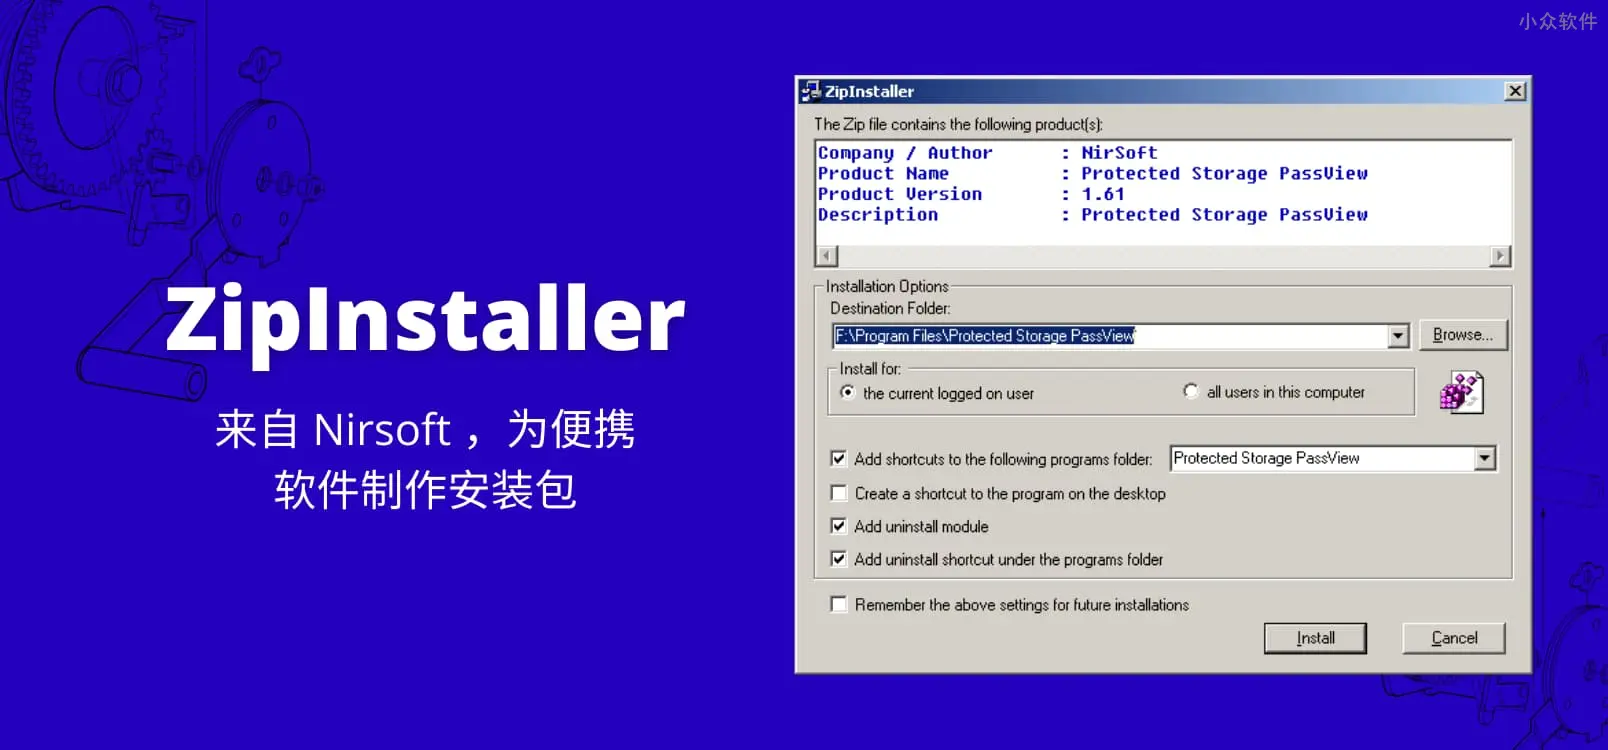 小众软件
ZipInstaller
来自 Nirsoft ，为便携
软件制作安装包
ZipInstaller
The Zip file contains the following product(s):
Company / Author : NirSoft
Product Name : Protected Storage PassView
Product Version : 1.61
Description : Protected Storage PassView
Installation Options
Destination Folder:
F:\Program Files\Protected Storage PassView
Browse...
Install for:
the current logged on user
all users in this computer
Add shortcuts to the following programs folder:
Protected Storage PassView
Create a shortcut to the program on the desktop
Add uninstall module
Add uninstall shortcut under the programs folder
Remember the above settings for future installations
Install
Cancel